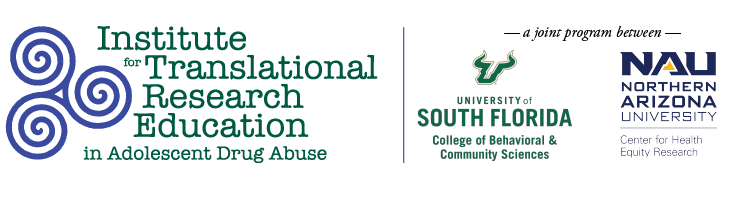 Institute
for Translational
Research
Education
in Adolescent Drug Abuse
— a joint program between —
UNIVERSITY of
SOUTH FLORIDA
College of Behavioral &
Community Sciences
NAU
NORTHERN
ARIZONA
UNIVERSITY
Center for Health
Equity Research